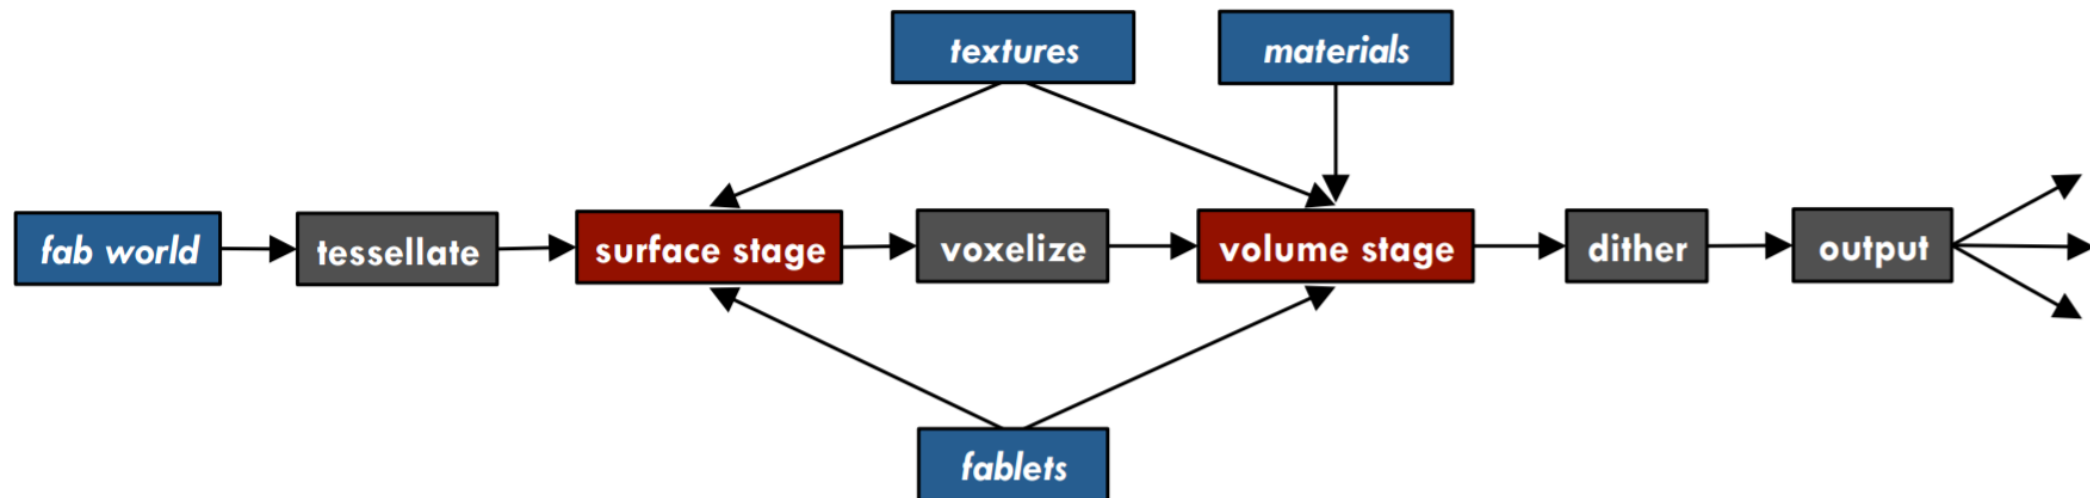 textures
materials
fab world
tessellate
surface stage
voxelize
volume stage
dither
output
fablets